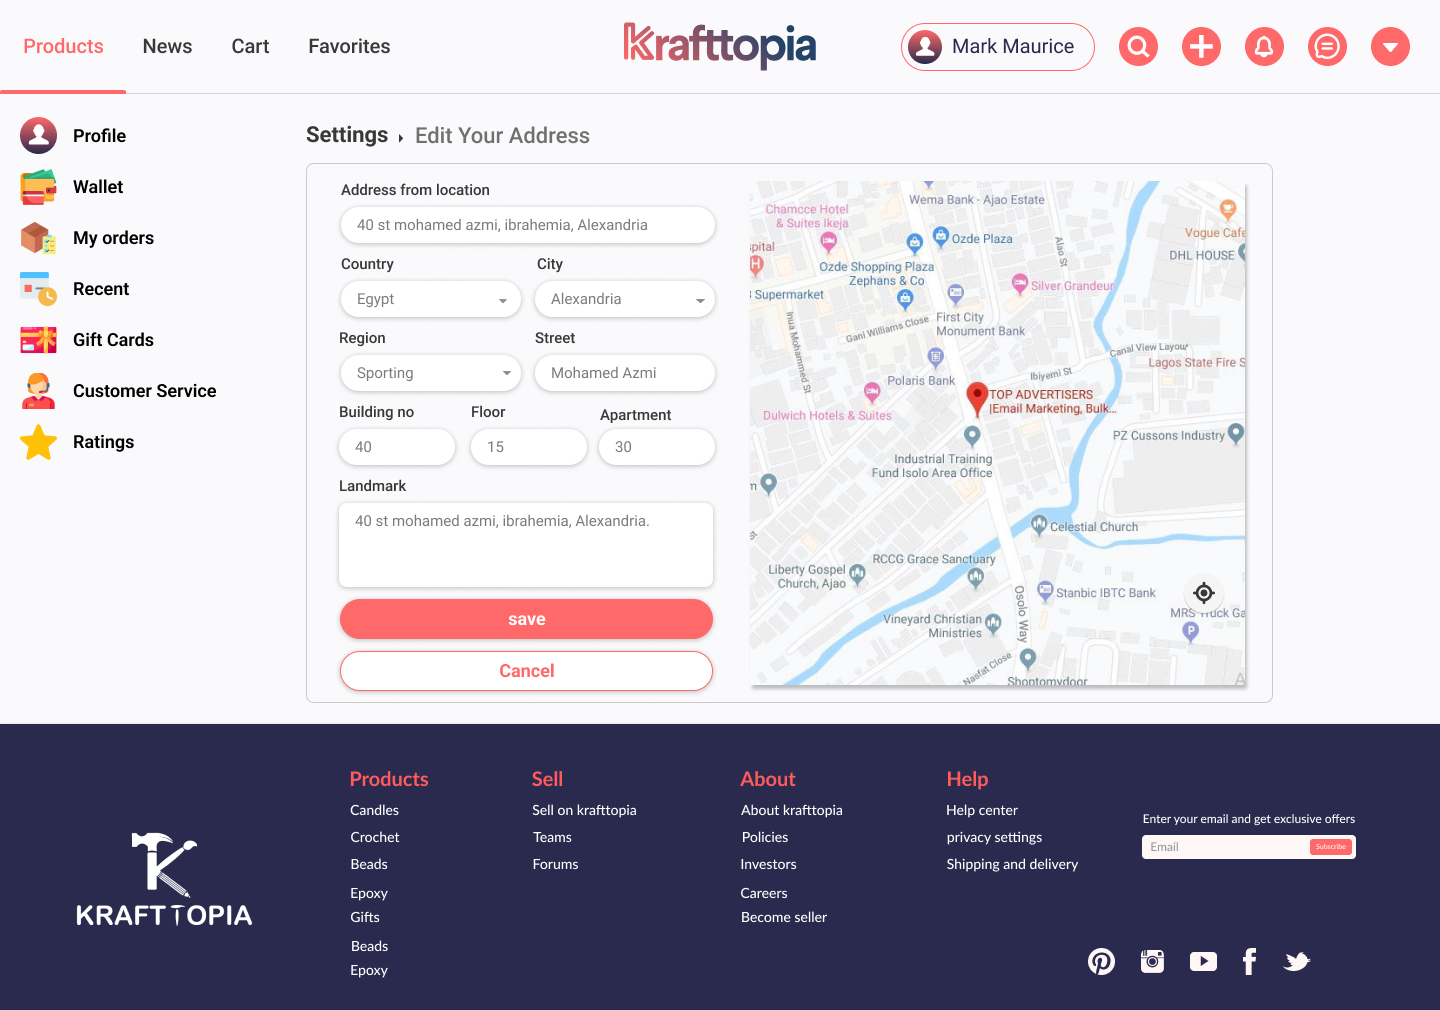 Products
News
Cart
Favorites
Krafttopia
Mark Maurice
Profile
Wallet
My orders
Recent
Gift Cards
Customer Service
Ratings
Settings
Edit Your Address
Address from location
40 st mohamed azmi, ibrahemia, Alexandria
Country
City
Egypt
Alexandria
Region
Street
Sporting
Mohamed Azmi
Building no
Floor
Apartment
40
15
30
Landmark
40 st mohamed azmi, ibrahemia, Alexandria.
save
Cancel
Wema Bank - Ajao Estate
Chamcce Hotel
& Suites Ikeja
Ozde Plaza
Vogue Cafe
DHL HOUSE
spital
H
Ozde Shopping Plaza
Zephans & Co
Ajao St
Silver Grandeur
Supermarket
First City
Monument Bank
Gani Williams Close
Inua Mohammed St
Canal View Layou
Lagos State Fire S
Polaris Bank
Ibiyemi St
Dulwich Hotels & Suites
TOP ADVERTISERS
|Email Marketing, Bulk...
PZ Cussons Industry
Industrial Training
Fund Isolo Area Office
m
Celestial Church
RCCG Grace Sanctuary
Liberty Gospel
Church, Ajao
Stanbic IBTC Bank
Osolo Way
MRS Truck Ga
P
Vineyard Christian
Ministries
Nasfat Close
Shoptomydoor
A
Products
Candles
Crochet
Beads
Epoxy
Gifts
Beads
Epoxy
Sell
Sell on krafttopia
Teams
Forums
About
About krafttopia
Policies
Investors
Careers
Become seller
Help
Help center
privacy settings
Shipping and delivery
Enter your email and get exclusive offers
Email
Subscribe
KRAFTTOPIA